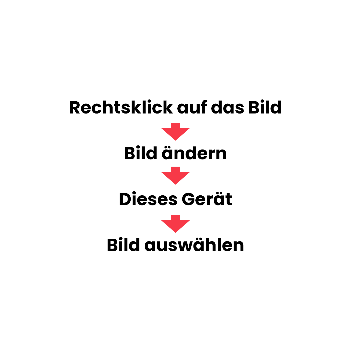 Rechtsklick auf das Bild
Bild ändern
Dieses Gerät
Bild auswählen